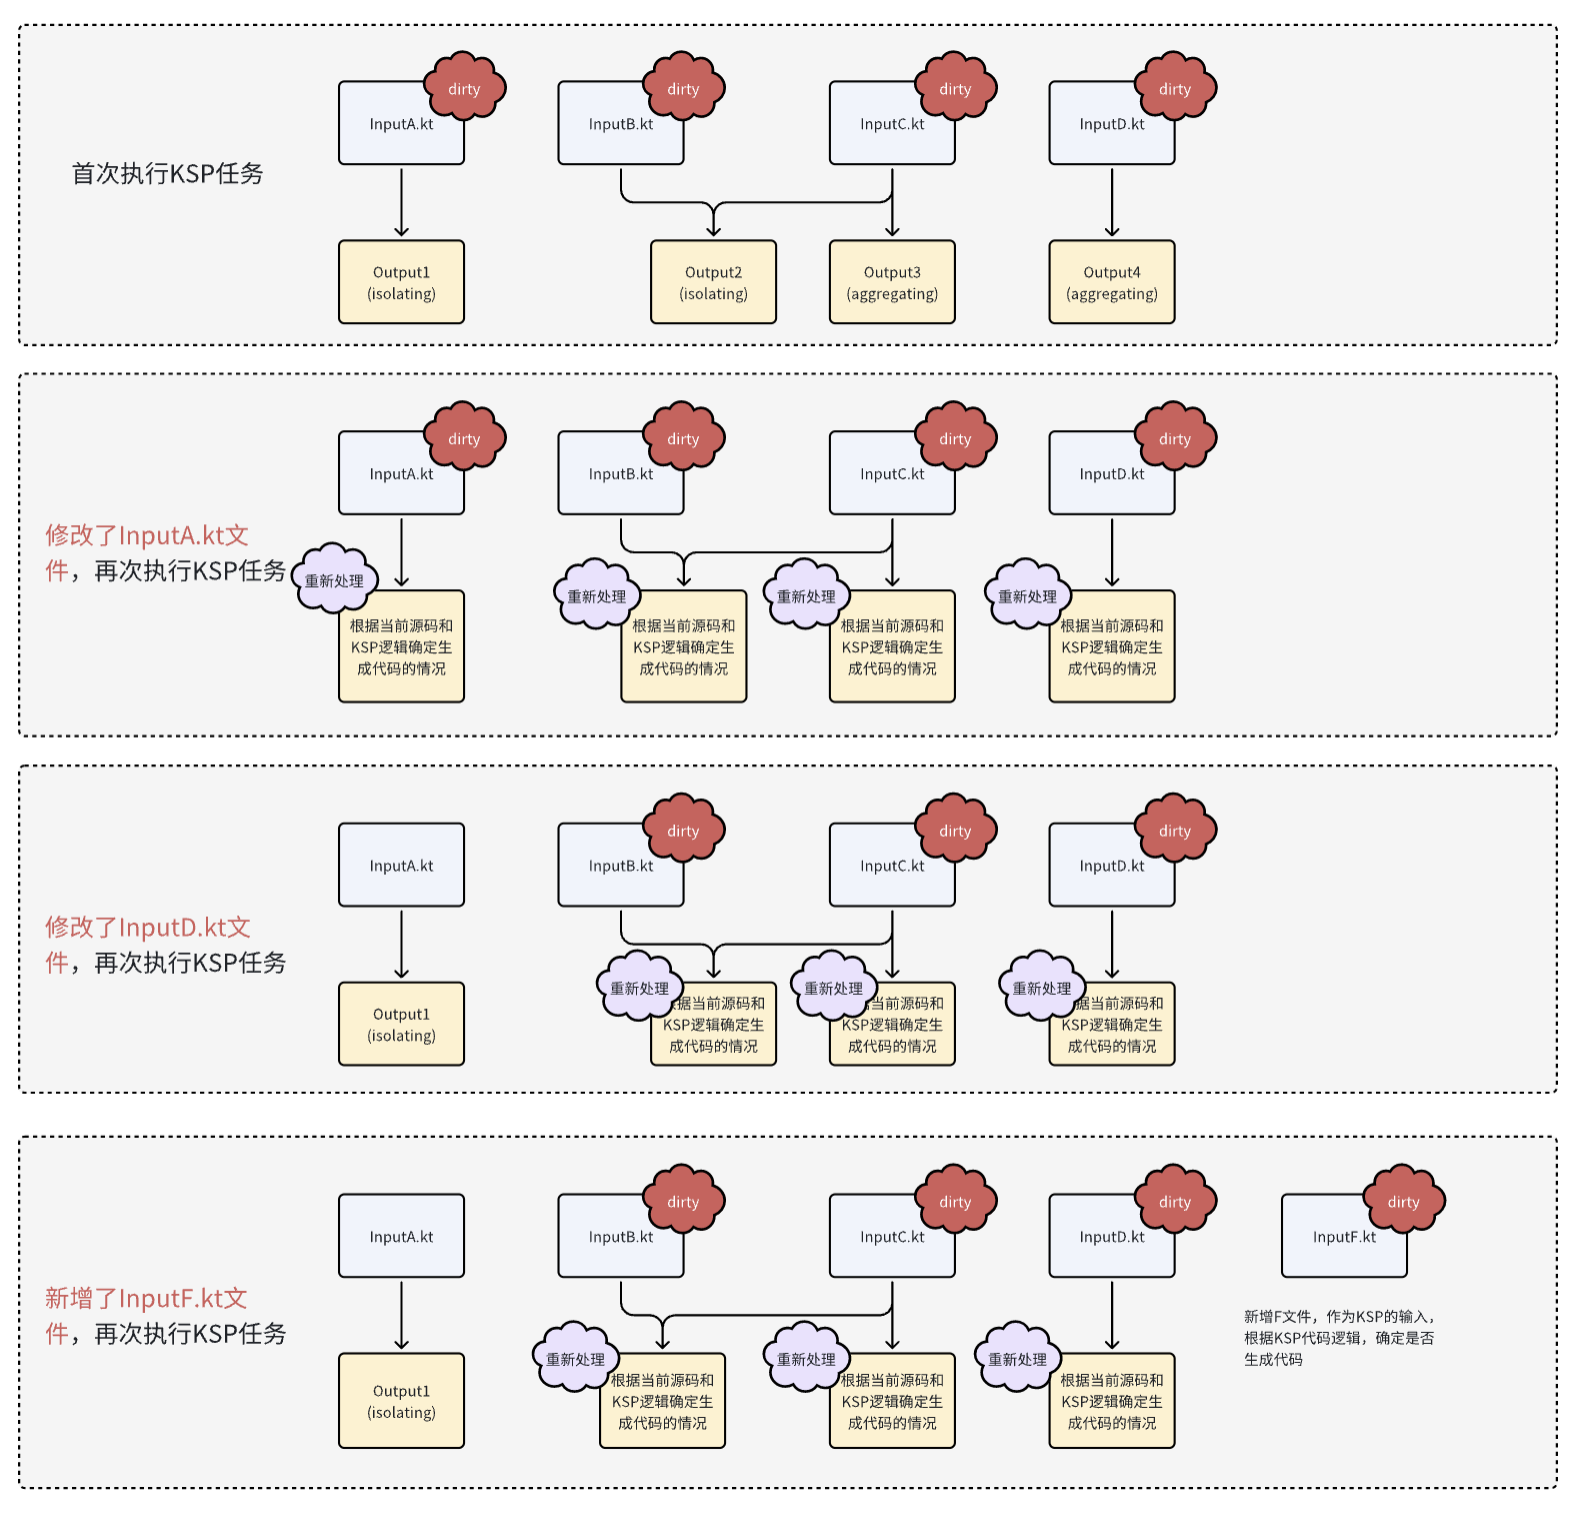 首次执行KSP任务
dirty
InputA.kt
dirty
InputB.kt
dirty
InputC.kt
dirty
InputD.kt
Output1
(isolating)
Output2
(isolating)
Output3
(aggregating)
Output4
(aggregating)
修改了InputA.kt文
件，再次执行KSP任务
dirty
InputA.kt
dirty
InputB.kt
dirty
InputC.kt
dirty
InputD.kt
重新处理
根据当前源码和
KSP逻辑确定生
成代码的情况
重新处理
根据当前源码和
KSP逻辑确定生
成代码的情况
重新处理
根据当前源码和
KSP逻辑确定生
成代码的情况
重新处理
根据当前源码和
KSP逻辑确定生
成代码的情况
修改了InputD.kt文
件，再次执行KSP任务
InputA.kt
dirty
InputB.kt
dirty
InputC.kt
dirty
InputD.kt
Output1
(isolating)
重新处理
据当前源码和
KSP逻辑确定生
成代码的情况
重新处理
据当前源码和
KSP逻辑确定生
成代码的情况
重新处理
据当前源码和
KSP逻辑确定生
成代码的情况
新增了InputF.kt文
件，再次执行KSP任务
InputA.kt
dirty
InputB.kt
dirty
InputC.kt
dirty
InputD.kt
dirty
InputF.kt
Output1
(isolating)
重新处理
根据当前源码和
KSP逻辑确定生
成代码的情况
重新处理
根据当前源码和
KSP逻辑确定生
成代码的情况
重新处理
根据当前源码和
KSP逻辑确定生
成代码的情况
新增F文件，作为KSP的输入，
根据KSP代码逻辑，确定是否
生成代码